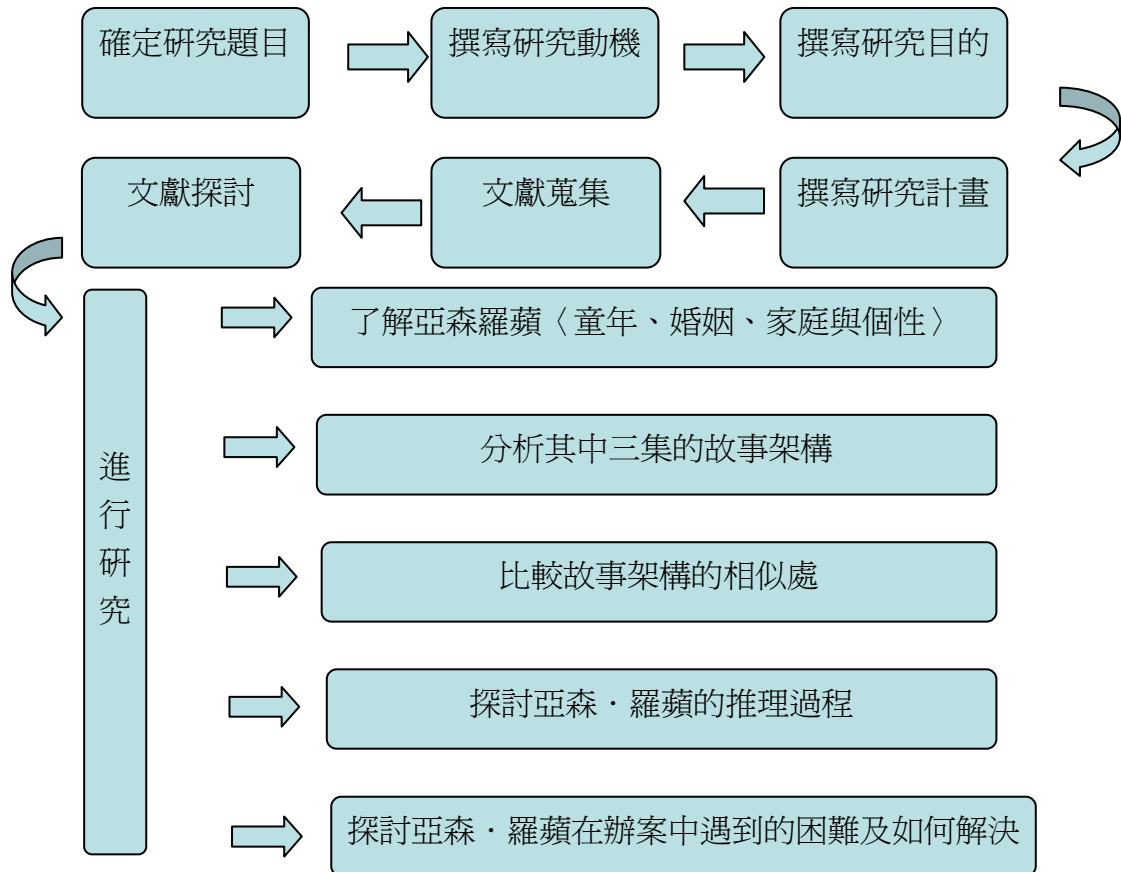 確定研究題目
撰寫研究動機
撰寫研究目的
撰寫研究計畫
文獻蒐集
文獻探討
進行研究
了解亞森羅蘋〈童年、婚姻、家庭與個性〉
分析其中三集的故事架構
比較故事架構的相似處
探討亞森．羅蘋的推理過程
探討亞森．羅蘋在辦案中遇到的困難及如何解決